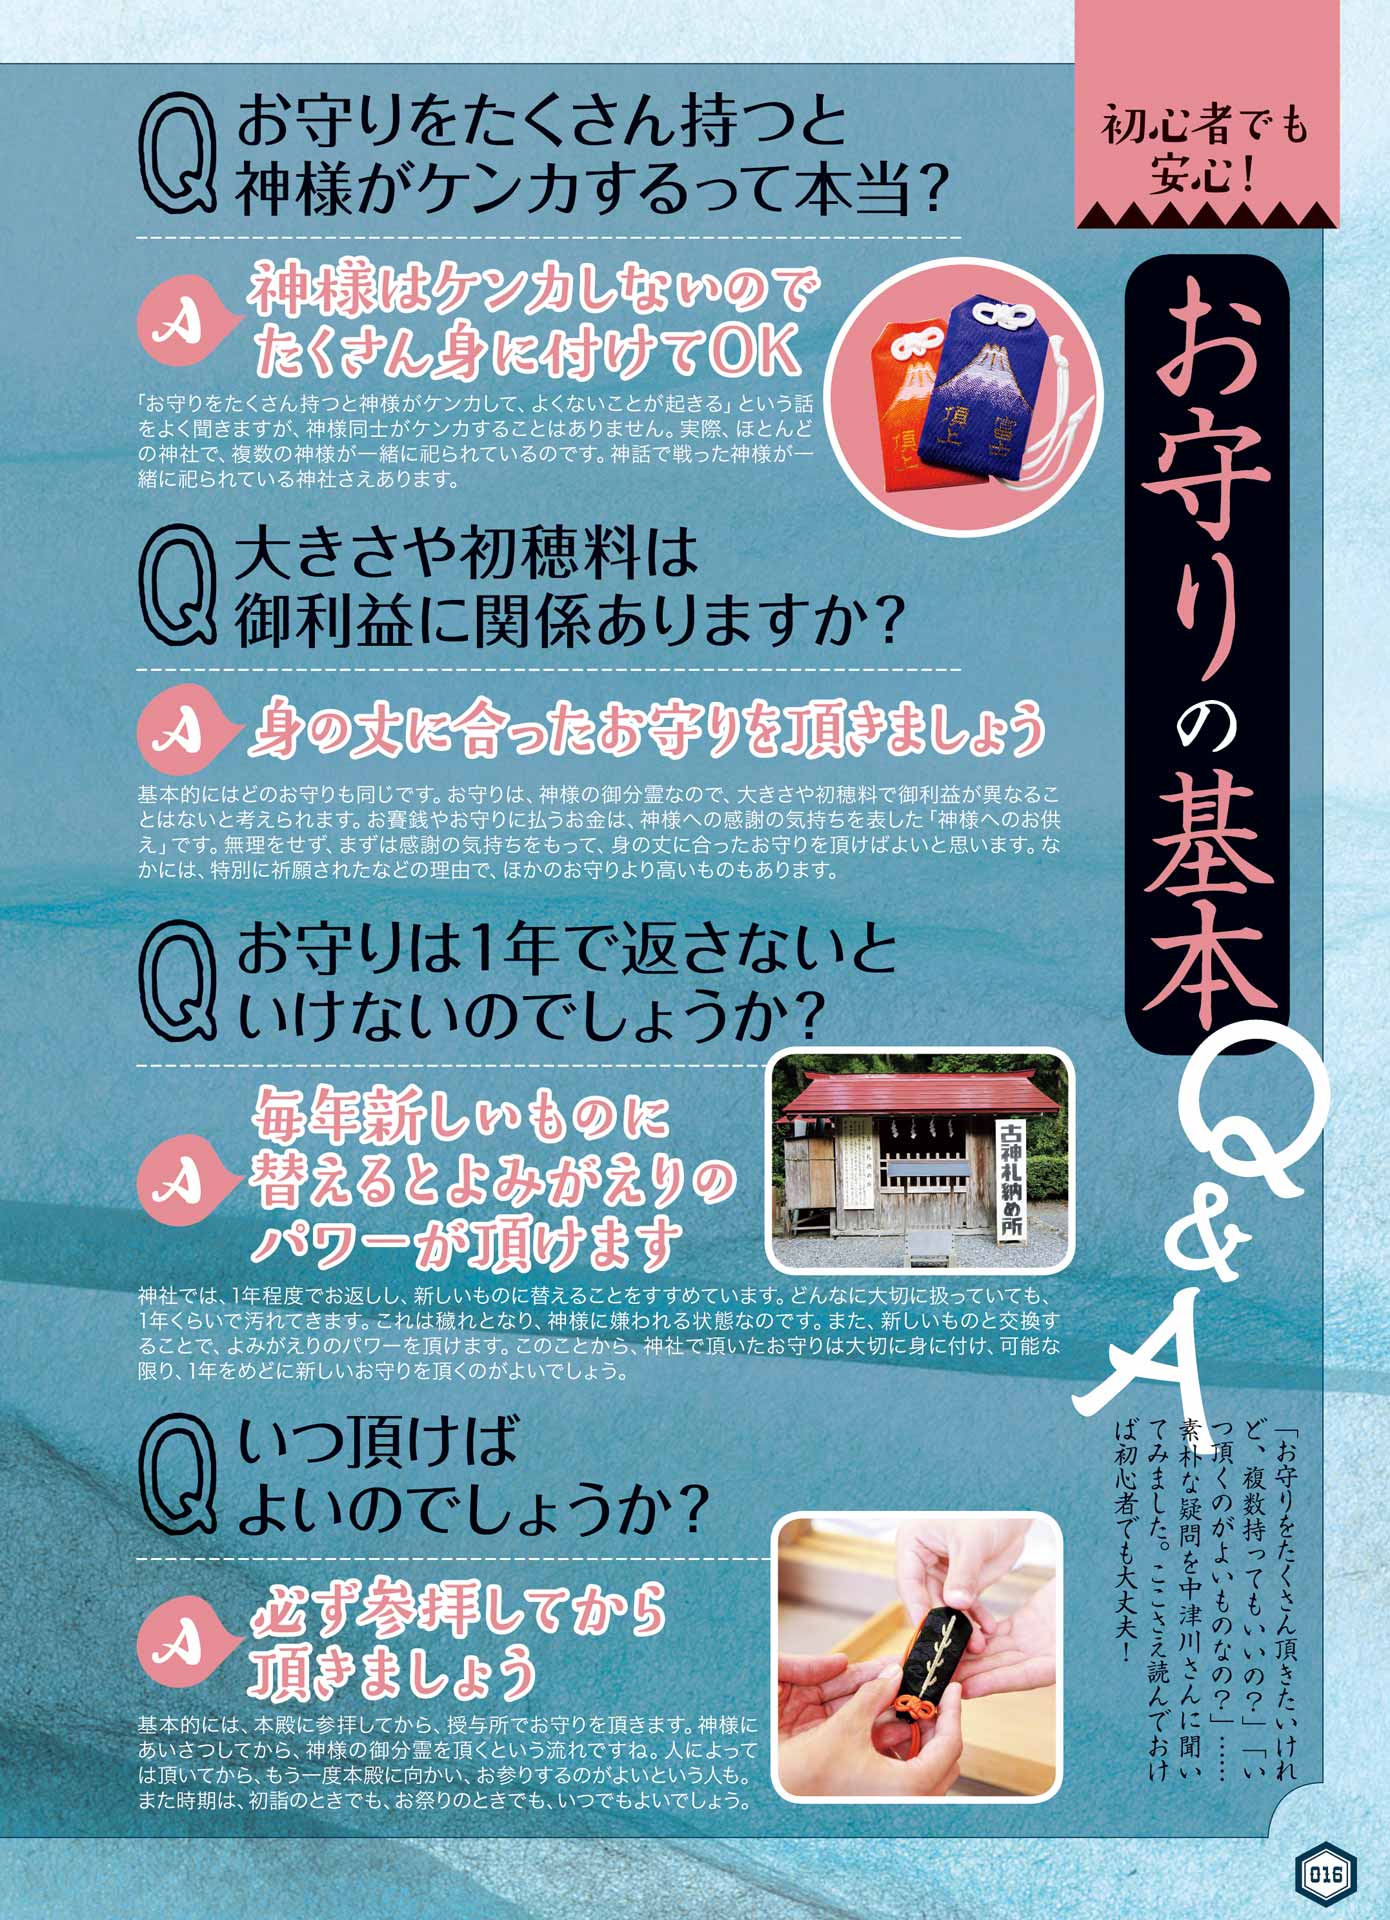 初心者でも
安心！
お守りの基本
Q&A
「お守りをたくさん頂きたいけれ
ど、複数持ってもいいの？」「い
つ頂くのがよいものなの？」……
素朴な疑問を中津川さんに聞い
てみました。ここさえ読んでおけ
ば初心者でも大丈夫！
Q お守りをたくさん持つと
神様がケンカするって本当？
A 神様はケンカしないので
たくさん身に付けてOK
「お守りをたくさん持つと神様がケンカして、よくないことが起きる」という話
をよく聞きますが、神様同士がケンカすることはありません。実際、ほとんど
の神社で、複数の神様が一緒に祀られているのです。神話で戦った神様が一
緒に祀られている神社さえあります。
頂上
富士
頂上
Q 大きさや初穂料は
御利益に関係ありますか？
A 身の丈に合ったお守りを頂きましょう
基本的にはどのお守りも同じです。お守りは、神様の御分霊なので、大きさや初穂料で御利益が異なるこ
とはないと考えられます。お賽銭やお守りに払うお金は、神様への感謝の気持ちを表した「神様へのお供
え」です。無理をせず、まずは感謝の気持ちをもって、身の丈に合ったお守りを頂けばよいと思います。な
かには、特別に祈願されたなどの理由で、ほかのお守りより高いものもあります。
Q お守りは1年で返さないと
いけないのでしょうか？
A 毎年新しいものに
替えるとよみがえりの
パワーが頂けます
古神札納め所
神社では、1年程度でお返しし、新しいものに替えることをすすめています。どんなに大切に扱っていても、
1年くらいで汚れてきます。これは穢れとなり、神様に嫌われる状態なのです。また、新しいものと交換す
ることで、よみがえりのパワーを頂けます。このことから、神社で頂いたお守りは大切に身に付け、可能な
限り、1年をめどに新しいお守りを頂くのがよいでしょう。
Q いつ頂けば
よいのでしょうか？
A 必ず参拝してから
頂きましょう
基本的には、本殿に参拝してから、授与所でお守りを頂きます。神様に
あいさつしてから、神様の御分霊を頂くという流れですね。人によって
は頂いてから、もう一度本殿に向かい、お参りするのがよいという人も。
また時期は、初詣のときでも、お祭りのときでも、いつでもよいでしょう。
016